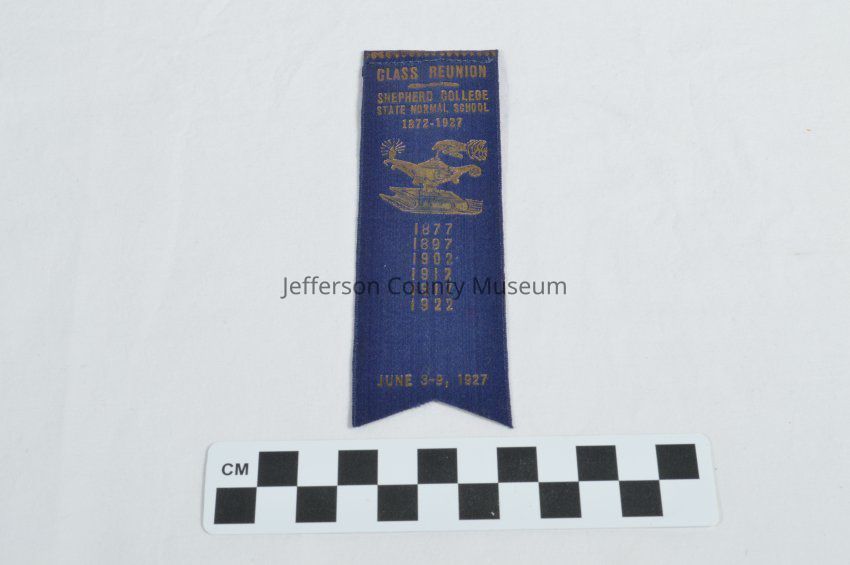 CLASS REUNION
SHEPHERD COLLEGE
STATE NORMAL SCHOOL
1872-1927
1877
1897
1902
1912
Jefferson County Museum
1922
JUNE 3-9, 1927
CM